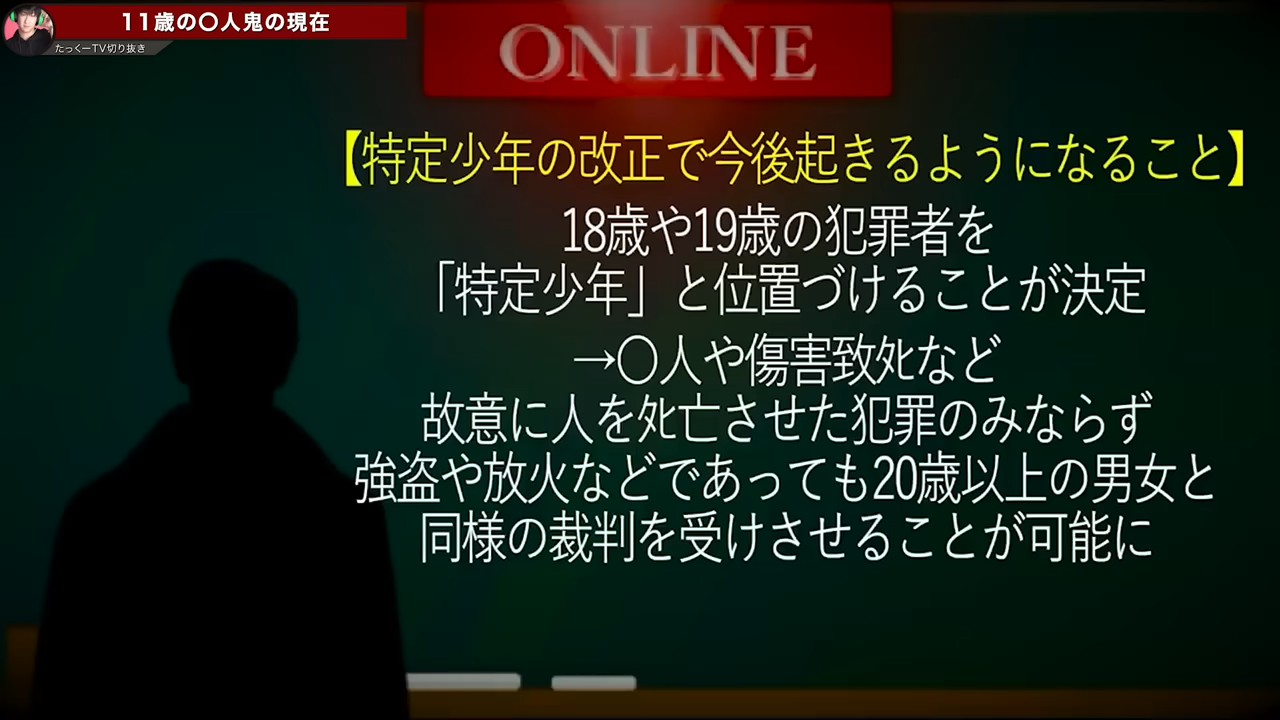 11歳の〇人鬼の現在
たっくーTV切り抜き
ONLINE
【特定少年の改正で今後起きるようになること】
18歳や19歳の犯罪者を
「特定少年」と位置づけることが決定
→〇人や傷害致タヒなど
故意に人をタヒ亡させた犯罪のみならず
強盗や放火などであっても20歳以上の男女と
同様の裁判を受けさせることが可能に